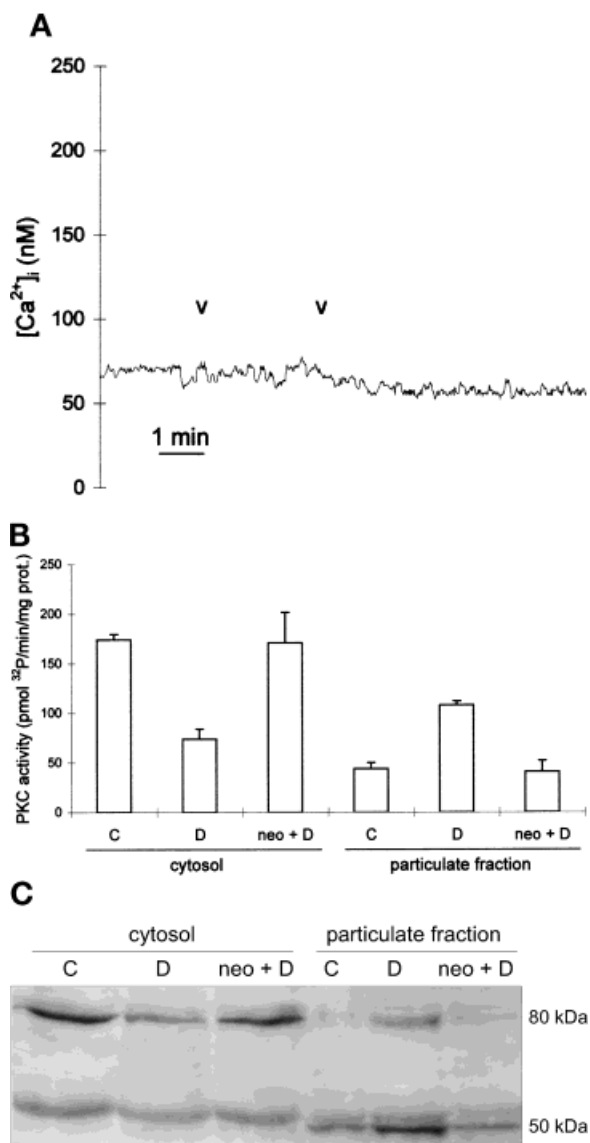 A
250
200
150
100
50
0
[Ca²⁺]ᵢ (nM)
v v
1 min
B
250
200
150
100
50
0
PKC activity (pmol ³²P/min/mg prot.)
C D neo + D C D neo + D
cytosol particulate fraction
C
cytosol particulate fraction
C D neo + D C D neo + D
80 kDa
50 kDa